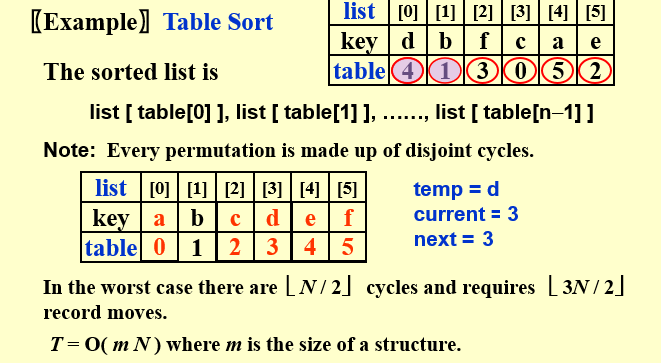 〖Example〗 Table Sort
list [0] [1] [2] [3] [4] [5]
key d b f c a e
table 4 1 3 0 5 2
The sorted list is
list [ table[0] ], list [ table[1] ], ……, list [ table[n–1] ]
Note: Every permutation is made up of disjoint cycles.
list [0] [1] [2] [3] [4] [5]
key a b c d e f
table 0 1 2 3 4 5
temp = d
current = 3
next = 3
In the worst case there are ⌊ N / 2⌋ cycles and requires ⌊ 3N / 2⌋
record moves.
T = O( m N ) where m is the size of a structure.